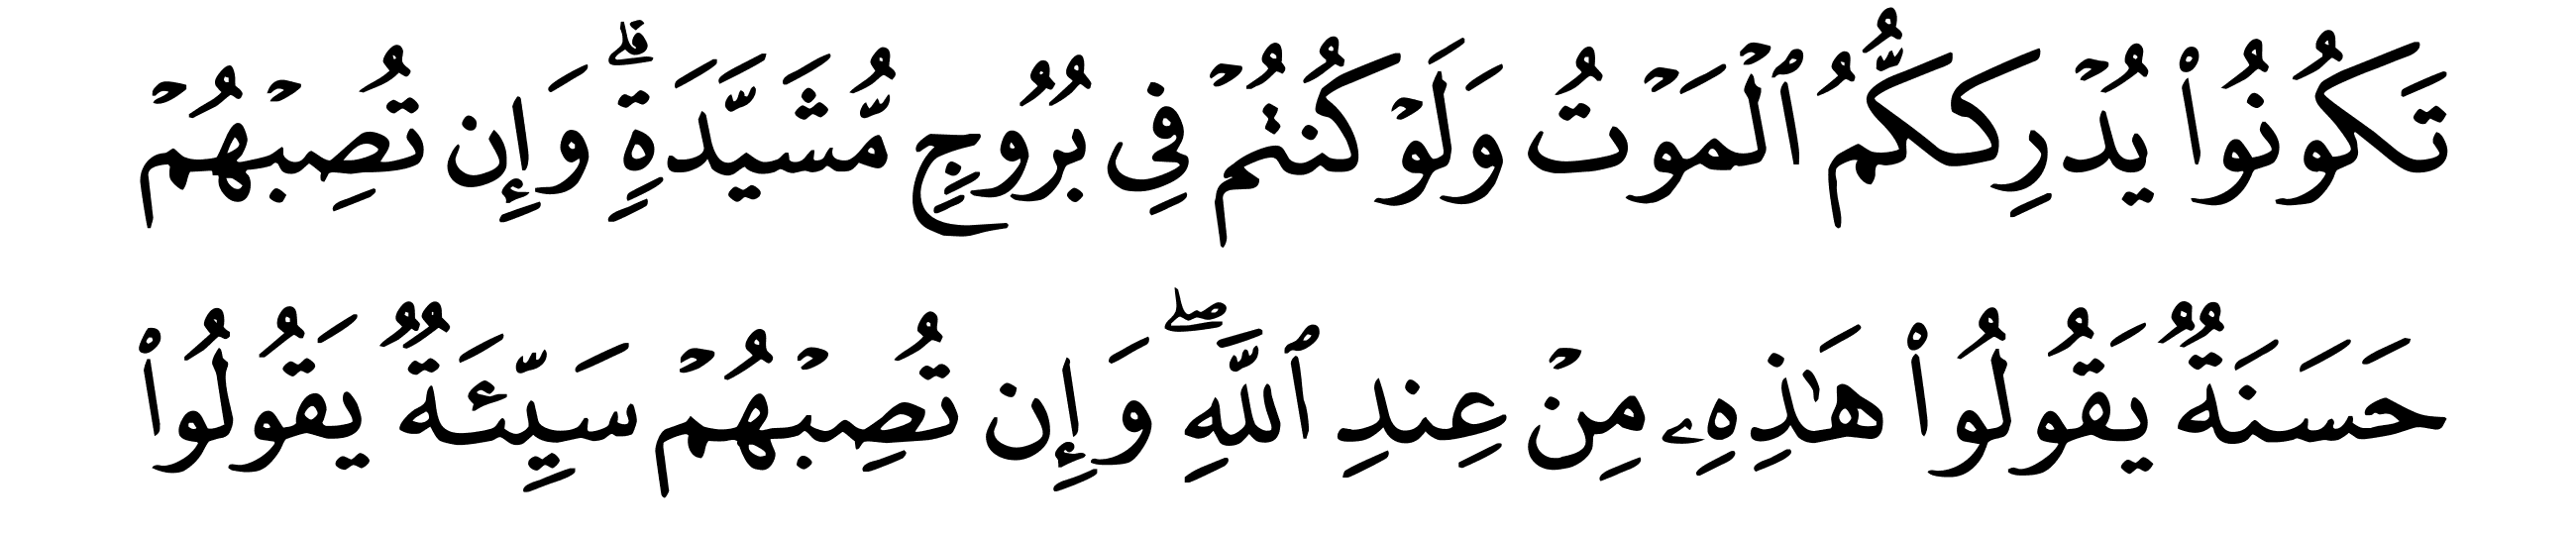 تَكُونُوا۟ يُدْرِككُّمُ ٱلْمَوْتُ وَلَوْ كُنتُمْ فِى بُرُوجٍ مُّشَيَّدَةٍ ۗ وَإِن تُصِبْهُمْ
حَسَنَةٌ يَقُولُوا۟ هَٰذِهِۦ مِنْ عِندِ ٱللَّهِ ۖ وَإِن تُصِبْهُمْ سَيِّئَةٌ يَقُولُوا۟